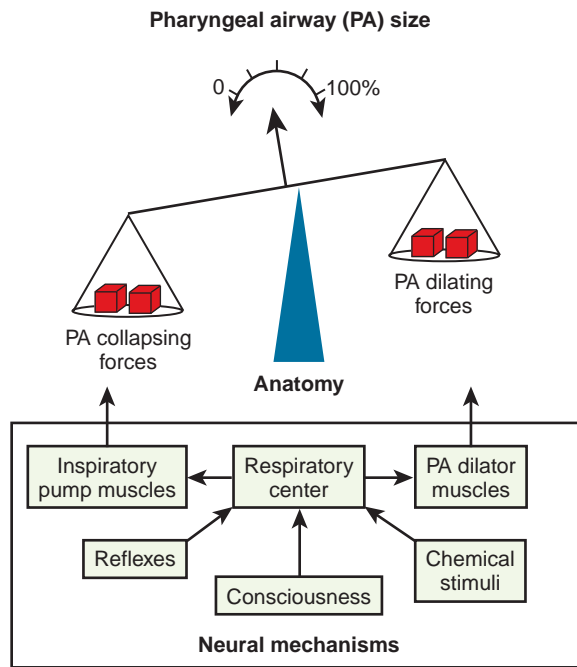 Pharyngeal airway (PA) size
0
100%
PA collapsing
forces
PA dilating
forces
Anatomy
Inspiratory
pump muscles
Respiratory
center
PA dilator
muscles
Reflexes
Consciousness
Chemical
stimuli
Neural mechanisms